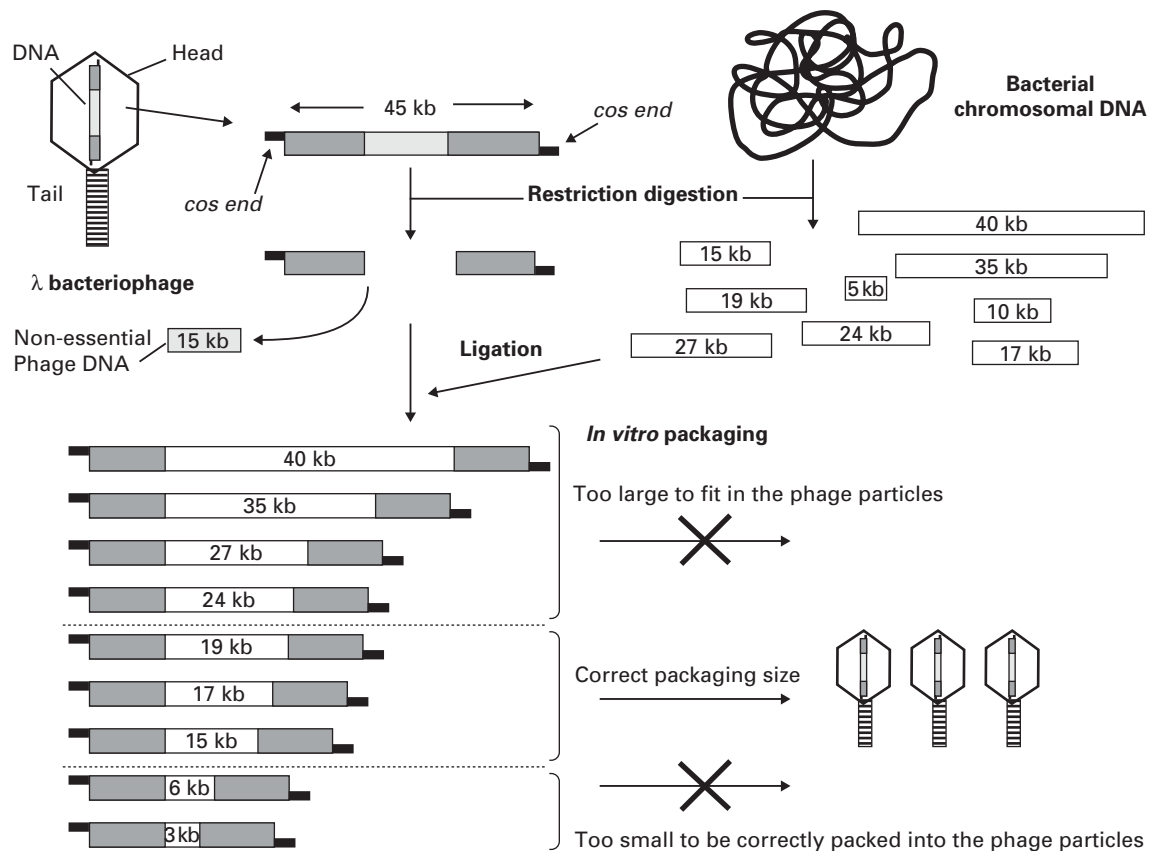 DNA
Head
Tail
λ bacteriophage
45 kb
cos end
cos end
Bacterial
chromosomal DNA
Restriction digestion
40 kb
15 kb
35 kb
5 kb
19 kb
10 kb
24 kb
27 kb
17 kb
Non-essential
Phage DNA
15 kb
Ligation
In vitro packaging
40 kb
35 kb
27 kb
24 kb
Too large to fit in the phage particles
19 kb
17 kb
15 kb
Correct packaging size
6 kb
3 kb
Too small to be correctly packed into the phage particles